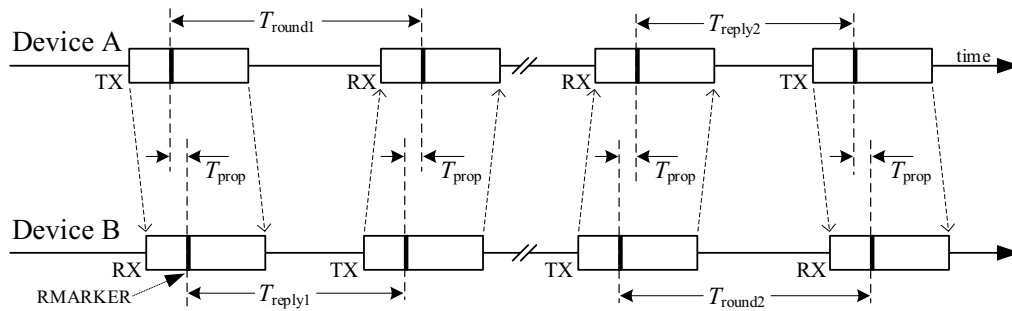 Tround1 Treply2
Device A
TX RX RX TX time
Tprop Tprop Tprop Tprop
Device B
RX TX TX RX
RMARKER Treply1 Tround2